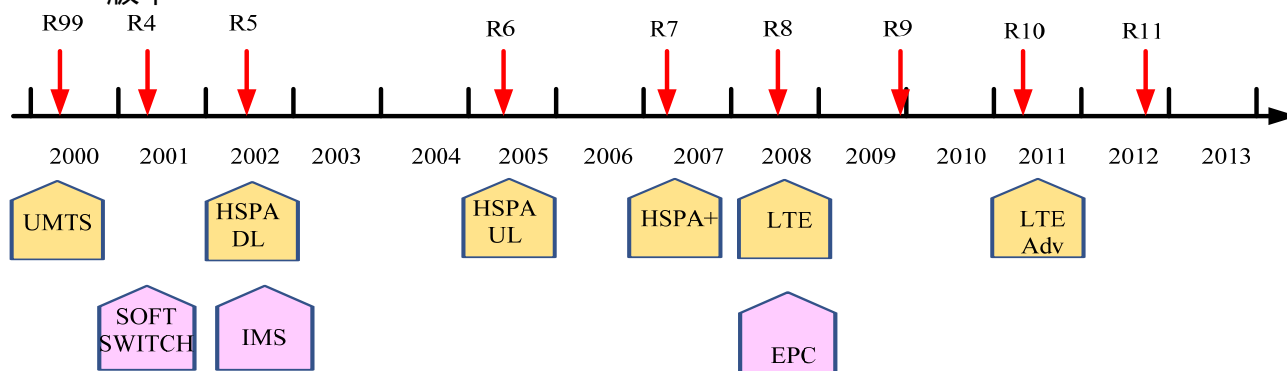 R99 R4 R5 R6 R7 R8 R9 R10 R11
2000 2001 2002 2003 2004 2005 2006 2007 2008 2009 2010 2011 2012 2013
UMTS
HSPA
DL
HSPA
UL
HSPA+
LTE
LTE
Adv
SOFT
SWITCH
IMS
EPC